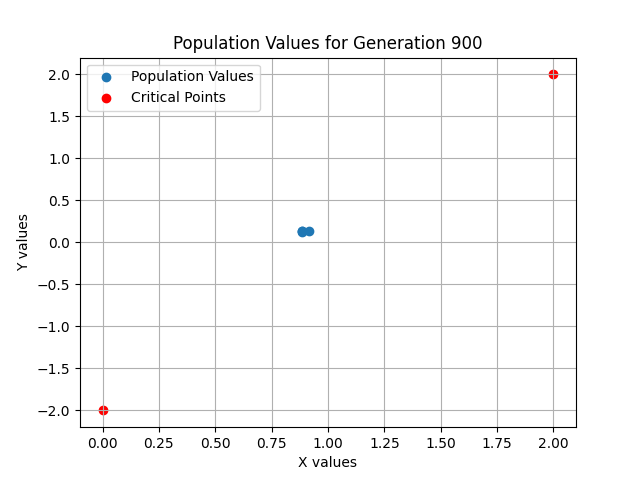 Population Values for Generation 900
Population Values
Critical Points
2.0
1.5
1.0
0.5
0.0
−0.5
−1.0
−1.5
−2.0
Y values
0.00 0.25 0.50 0.75 1.00 1.25 1.50 1.75 2.00
X values